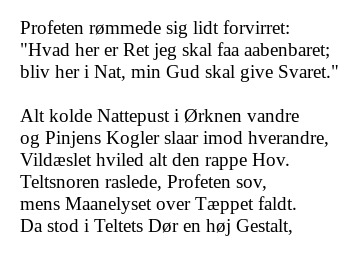 Profeten rømmede sig lidt forvirret:
"Hvad her er Ret jeg skal faa aabenbaret;
bliv her i Nat, min Gud skal give Svaret."

Alt kolde Nattepust i Ørknen vandre
og Pinjens Kogler slaar imod hverandre,
Vildæslet hviled alt den rappe Hov.
Teltsnoren raslede, Profeten sov,
mens Maanelyset over Tæppet faldt.
Da stod i Teltets Dør en høj Gestalt,